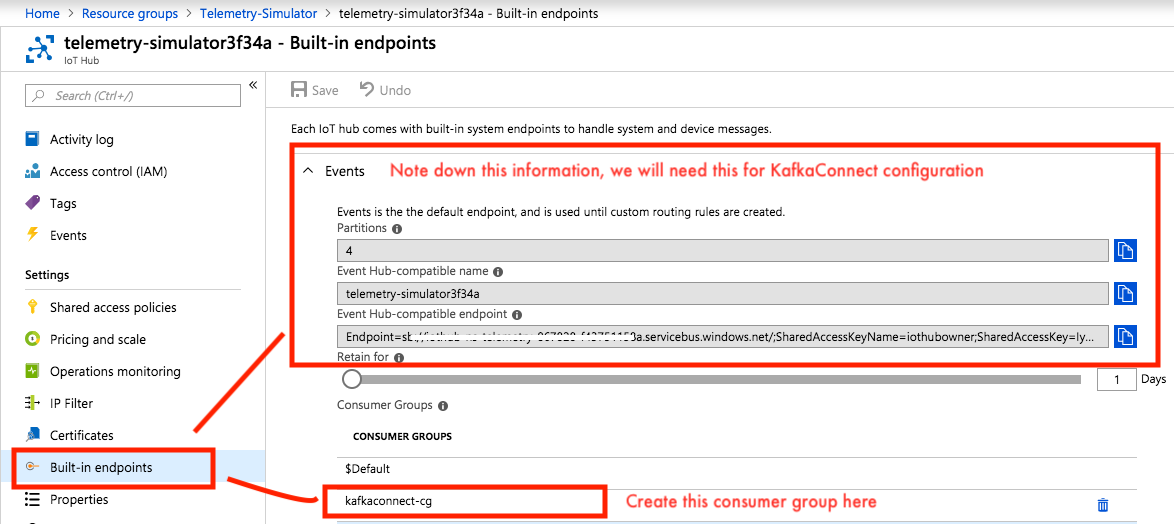 Home > Resource groups > Telemetry-Simulator > telemetry-simulator3f34a - Built-in endpoints
telemetry-simulator3f34a - Built-in endpoints
IoT Hub
Search (Ctrl+/)
«
Activity log
Access control (IAM)
Tags
Events
Settings
Shared access policies
Pricing and scale
Operations monitoring
IP Filter
Certificates
Built-in endpoints
Properties
Save Undo
Each IoT hub comes with built-in system endpoints to handle system and device messages.
Events Note down this information, we will need this for KafkaConnect configuration
Events is the the default endpoint, and is used until custom routing rules are created.
Partitions
4
Event Hub-compatible name
telemetry-simulator3f34a
Event Hub-compatible endpoint
.servicebus.windows.net/;SharedAccessKeyName=iothubowner;SharedAccessKey=Iy...
Retain for
1 Days
Consumer Groups
CONSUMER GROUPS
$Default
kafkaconnect-cg Create this consumer group here